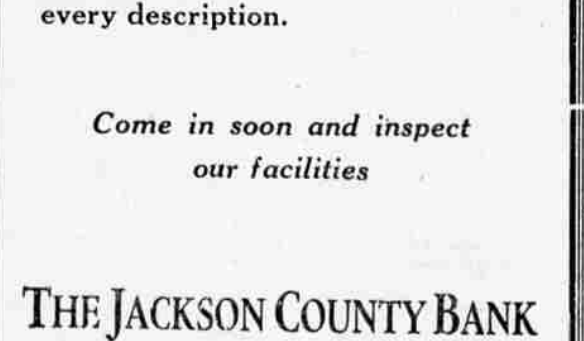 every description.
Come in soon and inspect
our facilities
THE JACKSON COUNTY BANK